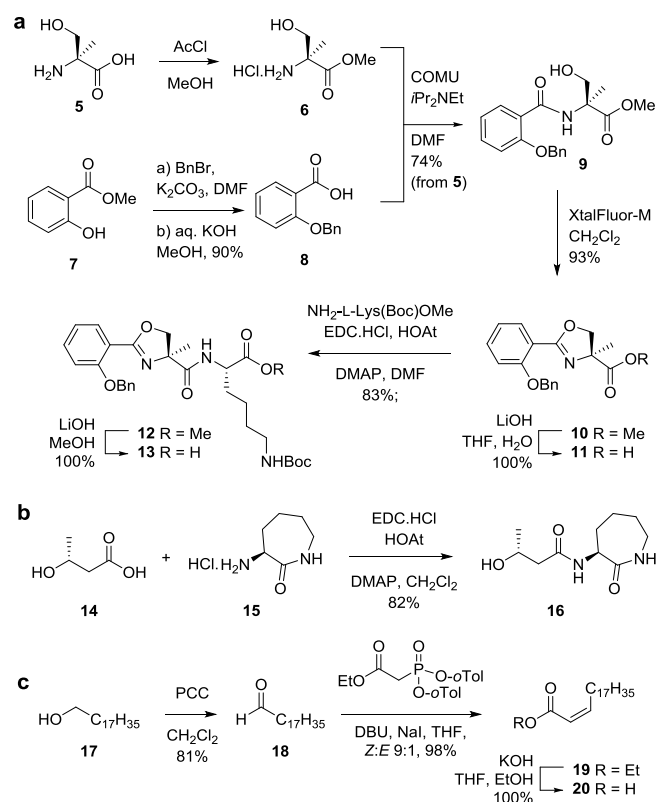 a
HO
H2N
OH
O
5
AcCl
MeOH
HO
HCl.H2N
OMe
O
6
COMU
iPr2NEt
DMF
74%
(from 5)
HO
O
N
H
OMe
O
OBn
9
O
OMe
OH
7
a) BnBr,
K2CO3, DMF
b) aq. KOH
MeOH, 90%
O
OH
OBn
8
XtalFluor-M
CH2Cl2
93%
O
N
OBn
H
N
O
O
OR
NHBoc
LiOH
MeOH
100%
12 R = Me
13 R = H
NH2-L-Lys(Boc)OMe
EDC.HCl, HOAt
DMAP, DMF
83%;
O
N
OBn
OR
O
LiOH
THF, H2O
100%
10 R = Me
11 R = H
b
HO
O
OH
14
+
HCl.H2N
NH
O
15
EDC.HCl
HOAt
DMAP, CH2Cl2
82%
HO
O
N
H
NH
O
16
c
HO
C17H35
17
PCC
CH2Cl2
81%
O
H
C17H35
18
O
EtO
O
P
O-oTol
O-oTol
DBU, NaI, THF,
Z:E 9:1, 98%
C17H35
O
RO
KOH
THF, EtOH
100%
19 R = Et
20 R = H